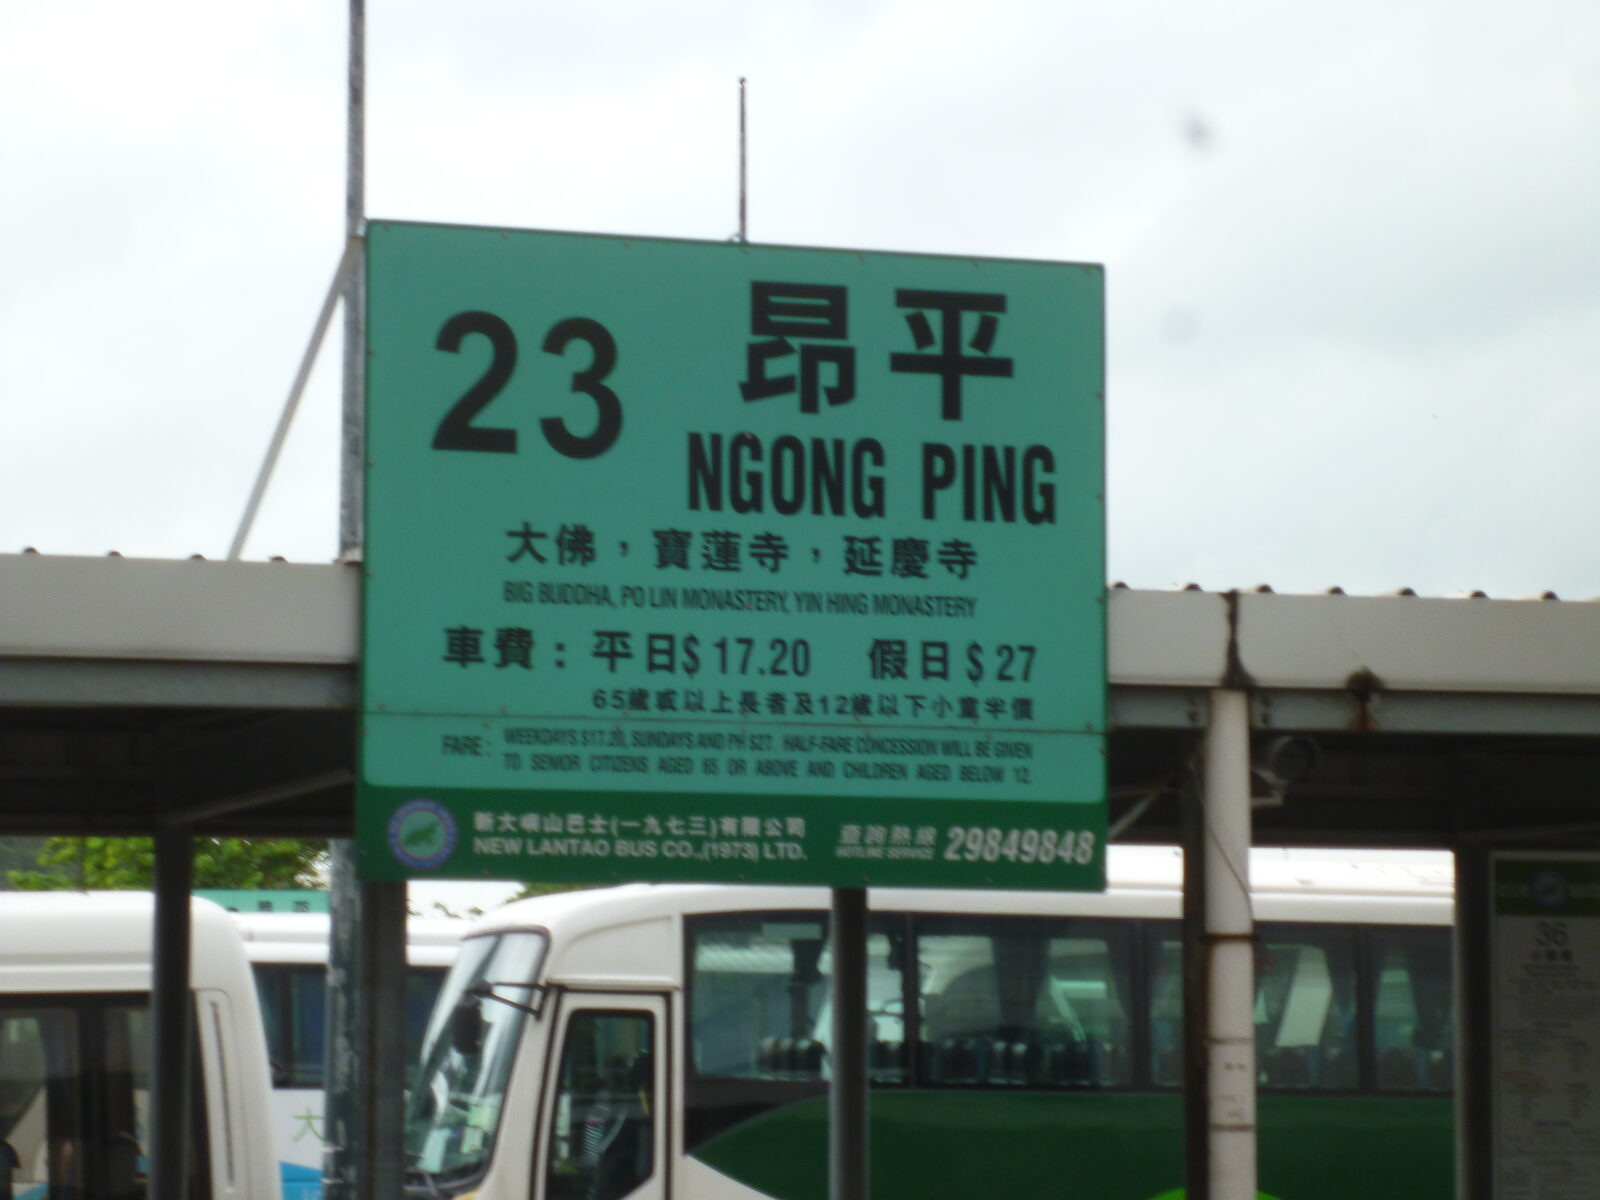 23
昂平
NGONG PING
大佛，寶蓮寺，延慶寺
BIG BUDDHA, PO LIN MONASTERY, YIN HING MONASTERY
車費：平日$17.20 假日$27
65歲或以上長者及12歲以下小童半價
FARE: WEEKDAYS $17.20, SUNDAYS AND PH $27. HALF-FARE CONCESSION WILL BE GIVEN
TO SENIOR CITIZENS AGED 65 OR ABOVE AND CHILDREN AGED BELOW 12.
新大嶼山巴士(一九七三)有限公司
NEW LANTAO BUS CO.,(1973) LTD.
查詢熱線
HOTLINE SERVICE
29849848
昂平
大
36